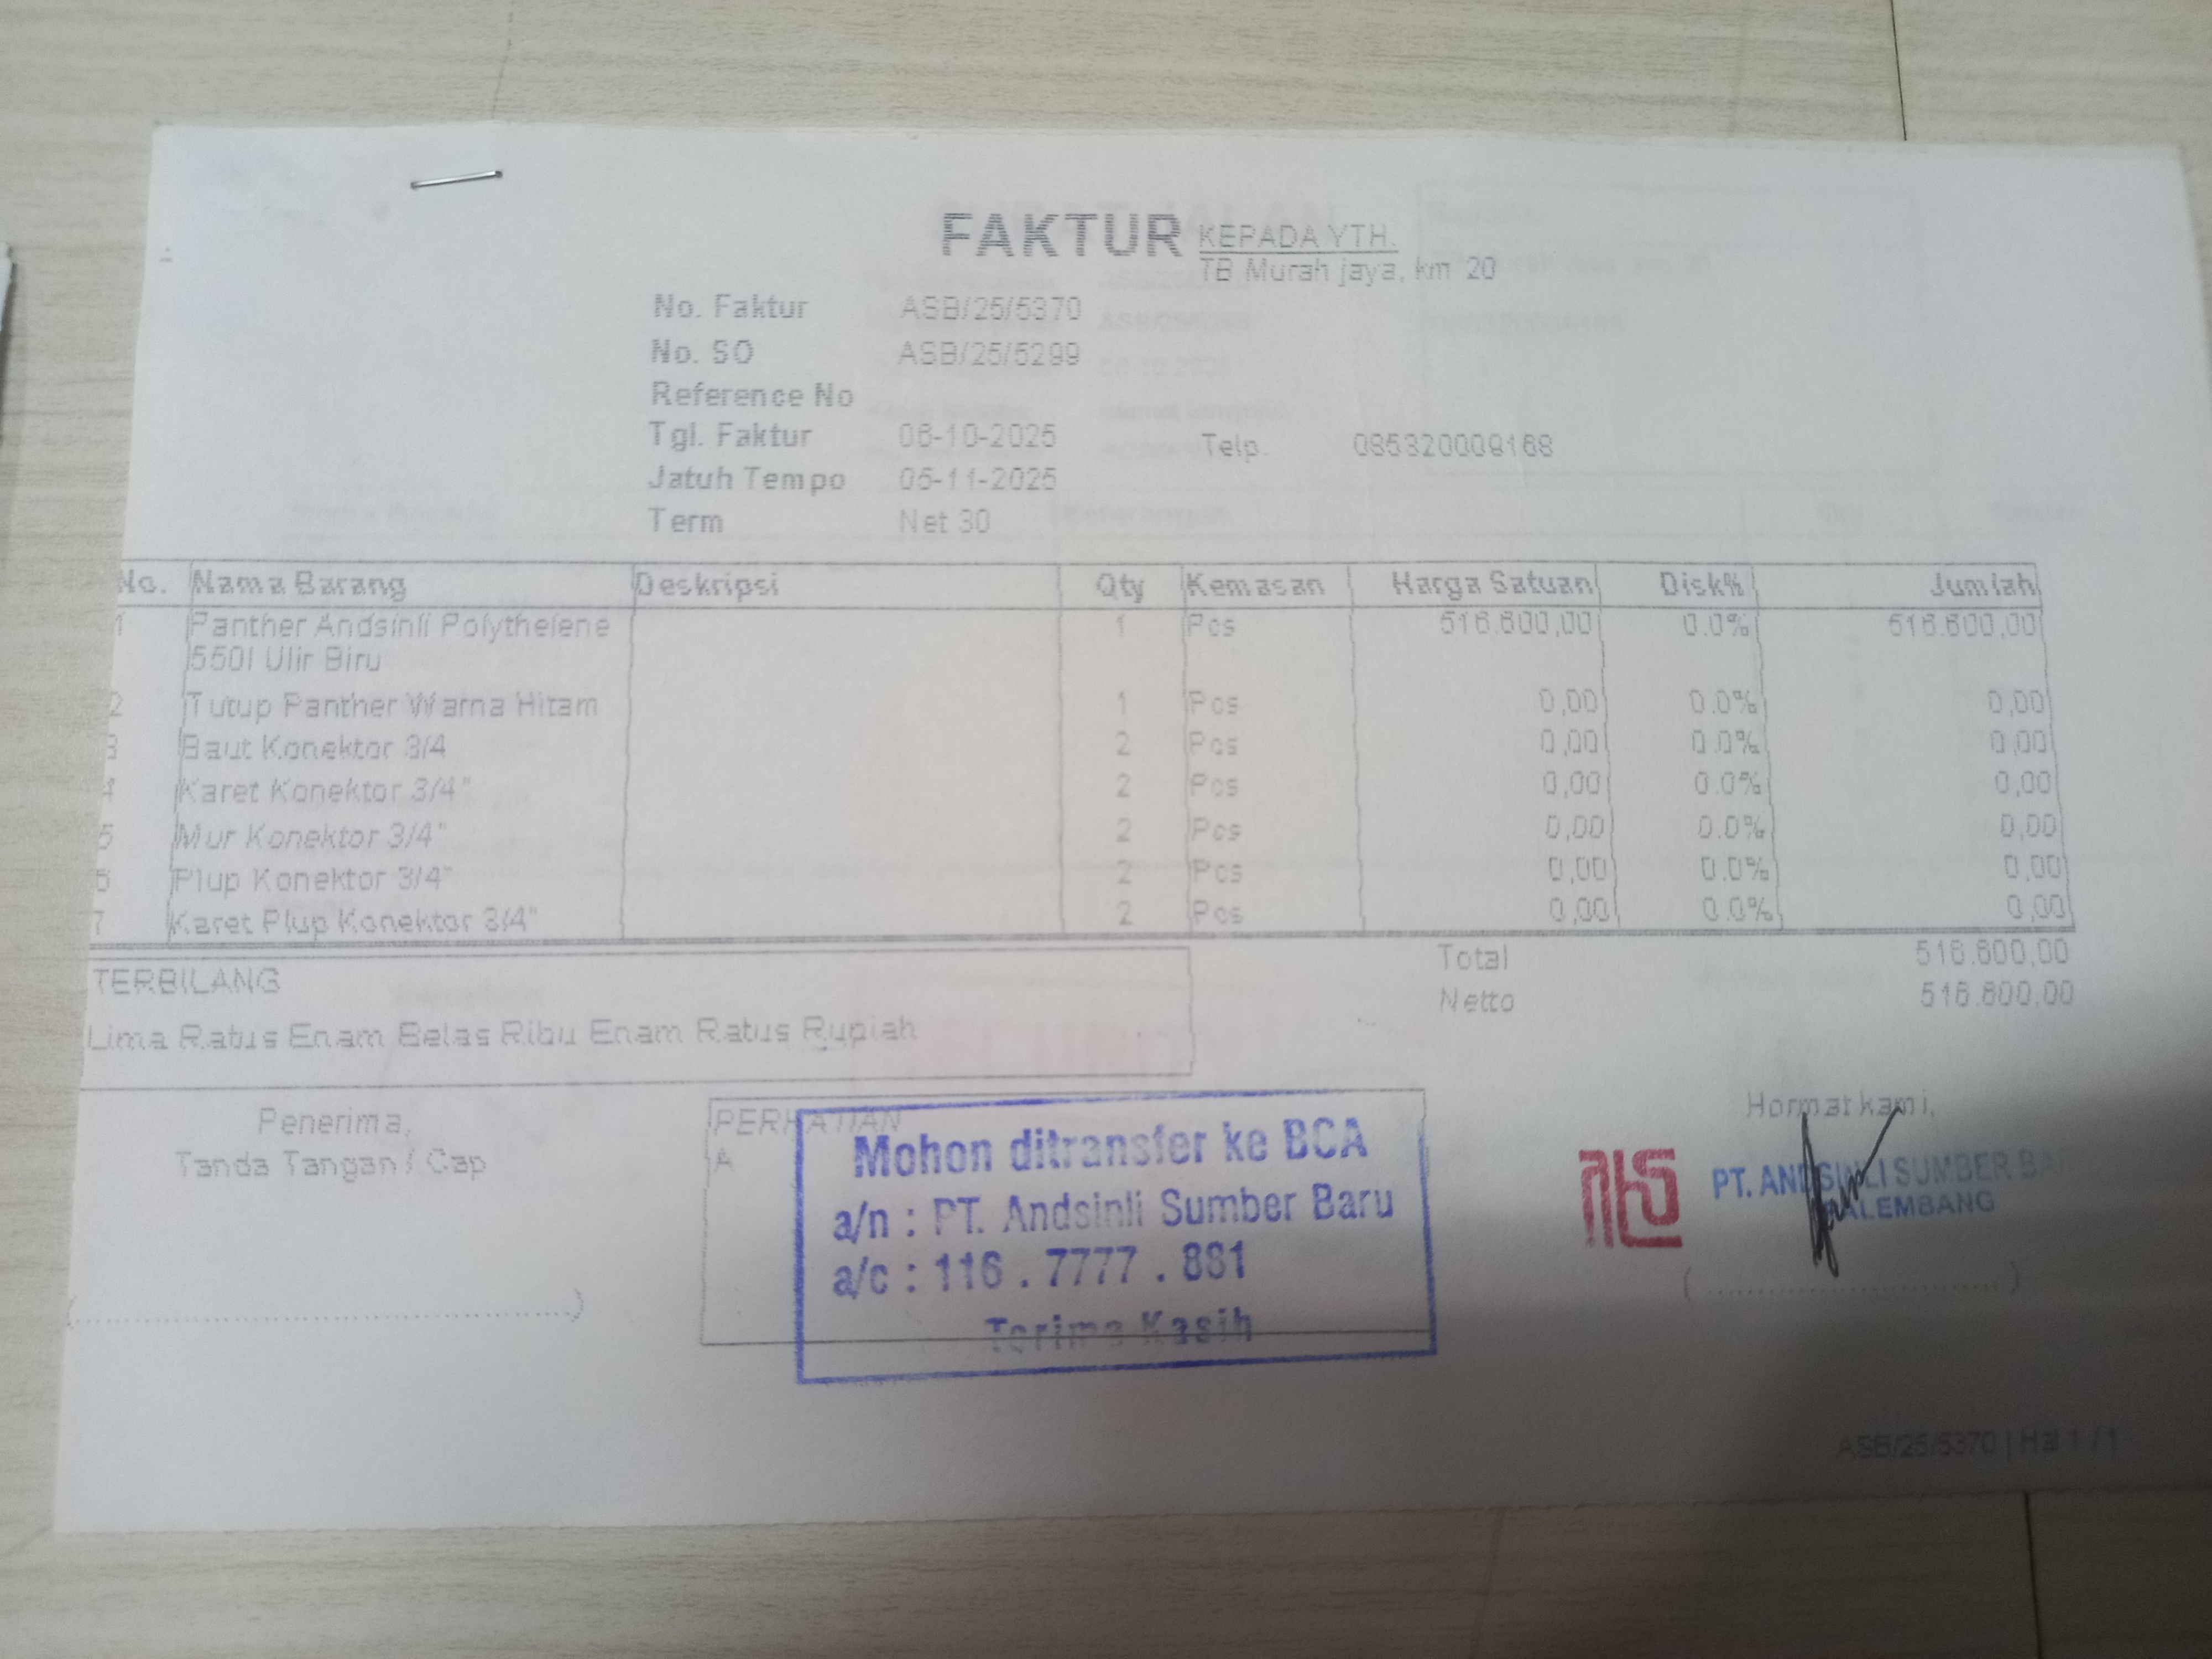 FAKTUR
KEPADA YTH.
TB Murah jaya, km 20
No. Faktur ASB/25/5370
No. SO ASB/25/5299
Reference No
Tgl. Faktur 06-10-2025 Telp. 085320009168
Jatuh Tempo 05-11-2025
Term Net 30
No. Nama Barang Deskripsi Qty Kemasan Harga Satuan Disk% Jumlah
1 Panther Andsinli Polythelene 1 Pcs 516.600,00 0.0% 516.600,00
550l Ulir Biru
2 Tutup Panther Warna Hitam 1 Pcs 0,00 0.0% 0,00
3 Baut Konektor 3/4 2 Pcs 0,00 0.0% 0,00
4 Karet Konektor 3/4" 2 Pcs 0,00 0.0% 0,00
5 Mur Konektor 3/4" 2 Pcs 0,00 0.0% 0,00
6 Plup Konektor 3/4" 2 Pcs 0,00 0.0% 0,00
7 Karet Plup Konektor 3/4" 2 Pcs 0,00 0.0% 0,00
Total 516.600,00
Netto 516.600,00
TERBILANG
Lima Ratus Enam Belas Ribu Enam Ratus Rupiah
Penerima,
Tanda Tangan / Cap
PERHATIAN
A
Mohon ditransfer ke BCA
a/n : PT. Andsinli Sumber Baru
a/c : 116 . 7777 . 881
Terima Kasih
Hormat kami,
PT. ANDSINLI SUMBER BA
PALEMBANG
ASB/25/5370 | Hal 1 / 1